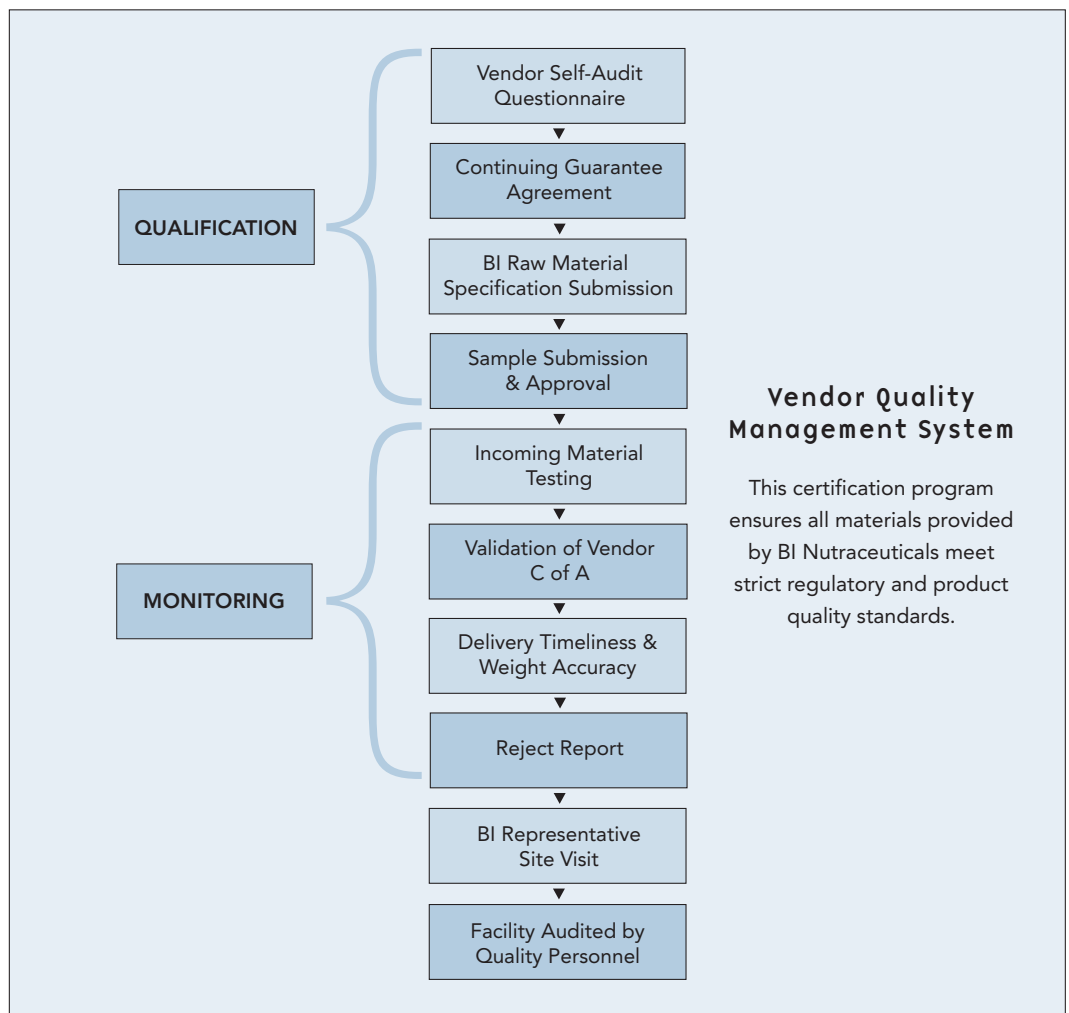 Vendor Self-Audit
Questionnaire
Continuing Guarantee
Agreement
QUALIFICATION
BI Raw Material
Specification Submission
Sample Submission
& Approval
Incoming Material
Testing
Validation of Vendor
C of A
MONITORING
Delivery Timeliness &
Weight Accuracy
Reject Report
BI Representative
Site Visit
Facility Audited by
Quality Personnel
Vendor Quality
Management System
This certification program
ensures all materials provided
by BI Nutraceuticals meet
strict regulatory and product
quality standards.